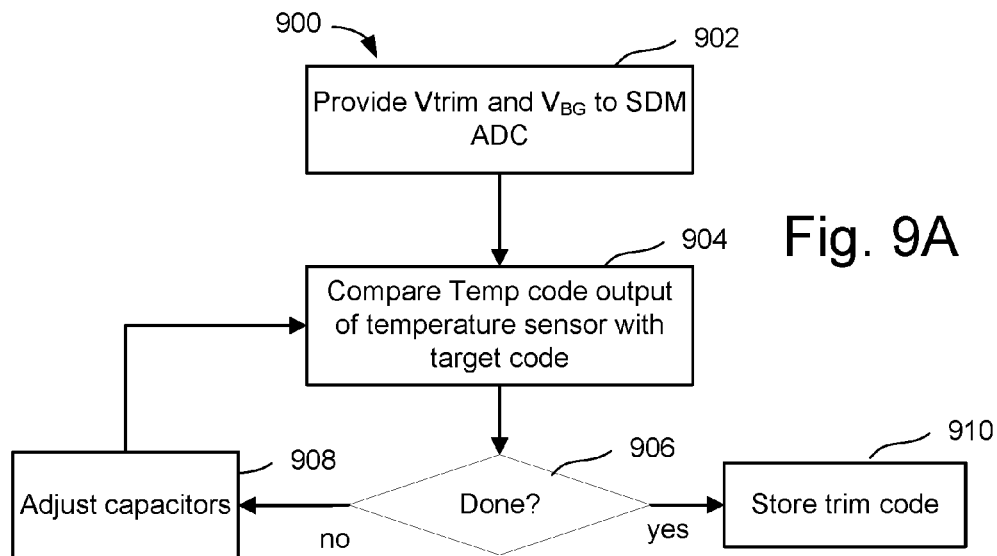 900
902
Provide Vtrim and VBG to SDM
ADC
Fig. 9A
904
Compare Temp code output
of temperature sensor with
target code
906
908
910
Adjust capacitors
Done?
Store trim code
no
yes